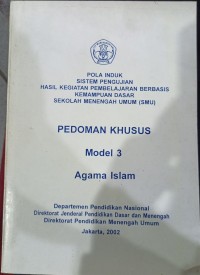 POLA INDUK
SISTEM PENGUJIAN
HASIL KEGIATAN PEMBELAJARAN BERBASIS
KEMAMPUAN DASAR
SEKOLAH MENENGAH UMUM (SMU)
PEDOMAN KHUSUS
Model 3
Agama Islam
Departemen Pendidikan Nasional
Direktorat Jenderal Pendidikan Dasar dan Menengah
Direktorat Pendidikan Menengah Umum
Jakarta, 2002